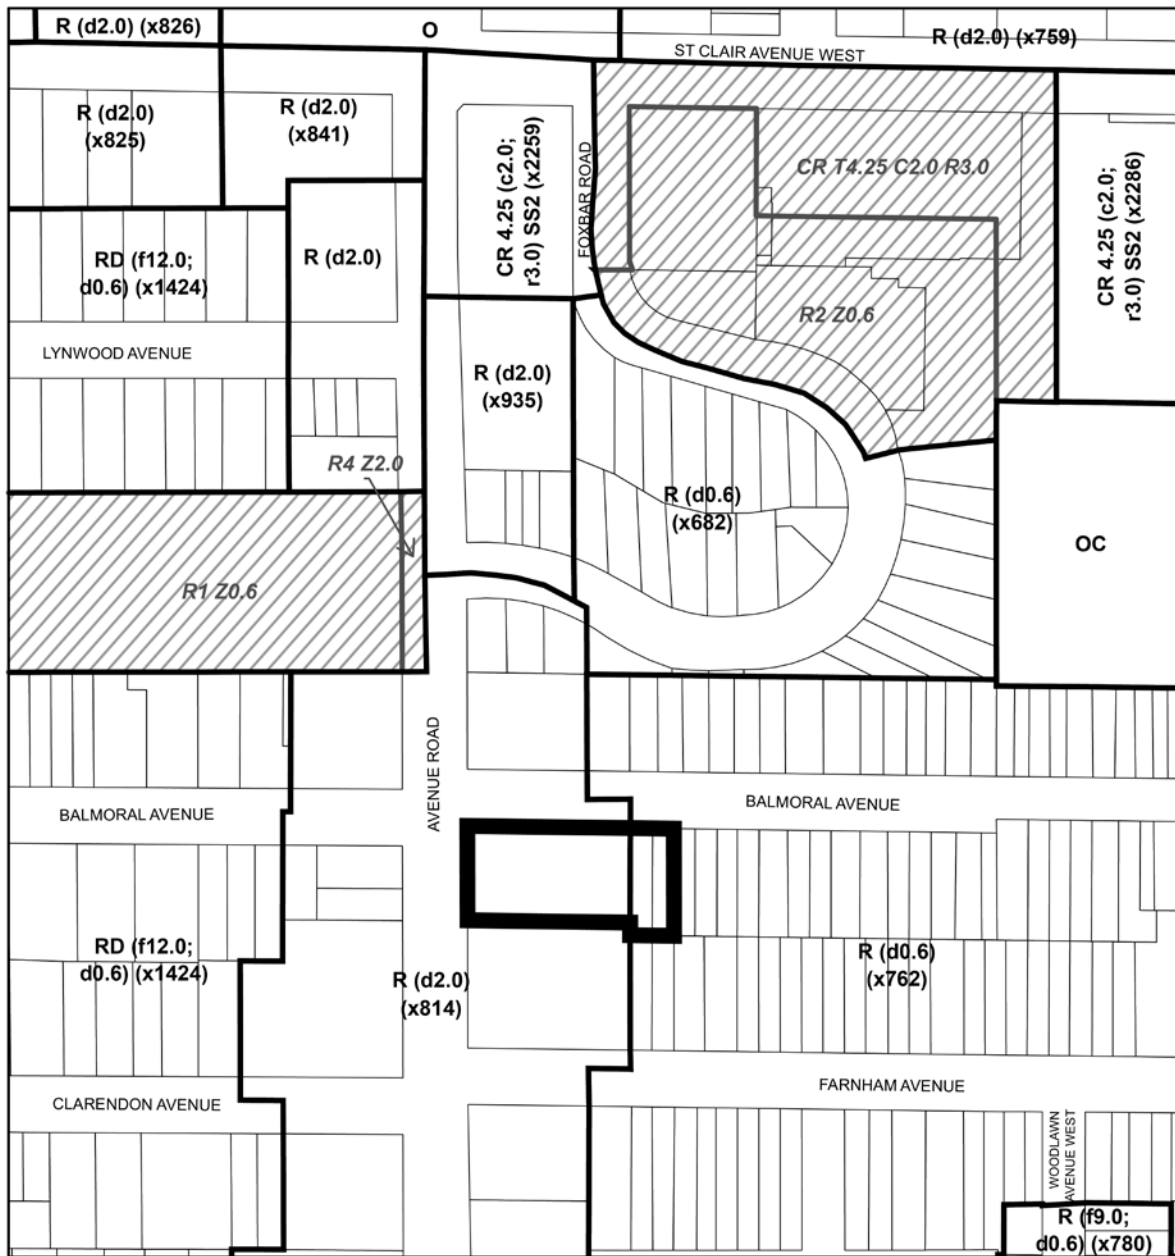 R (d2.0) (x826)
O
R (d2.0) (x759)
ST CLAIR AVENUE WEST
R (d2.0)
(x825)
R (d2.0)
(x841)
CR 4.25 (c2.0;
r3.0) SS2 (x2259)
FOXBAR ROAD
CR T4.25 C2.0 R3.0
CR 4.25 (c2.0;
r3.0) SS2 (x2286)
RD (f12.0;
d0.6) (x1424)
R (d2.0)
R2 Z0.6
LYNWOOD AVENUE
R (d2.0)
(x935)
R4 Z2.0
R (d0.6)
(x682)
OC
R1 Z0.6
AVENUE ROAD
BALMORAL AVENUE
BALMORAL AVENUE
RD (f12.0;
d0.6) (x1424)
R (d2.0)
(x814)
R (d0.6)
(x762)
CLARENDON AVENUE
FARNHAM AVENUE
WOODLAWN
AVENUE WEST
R (f9.0;
d0.6) (x780)